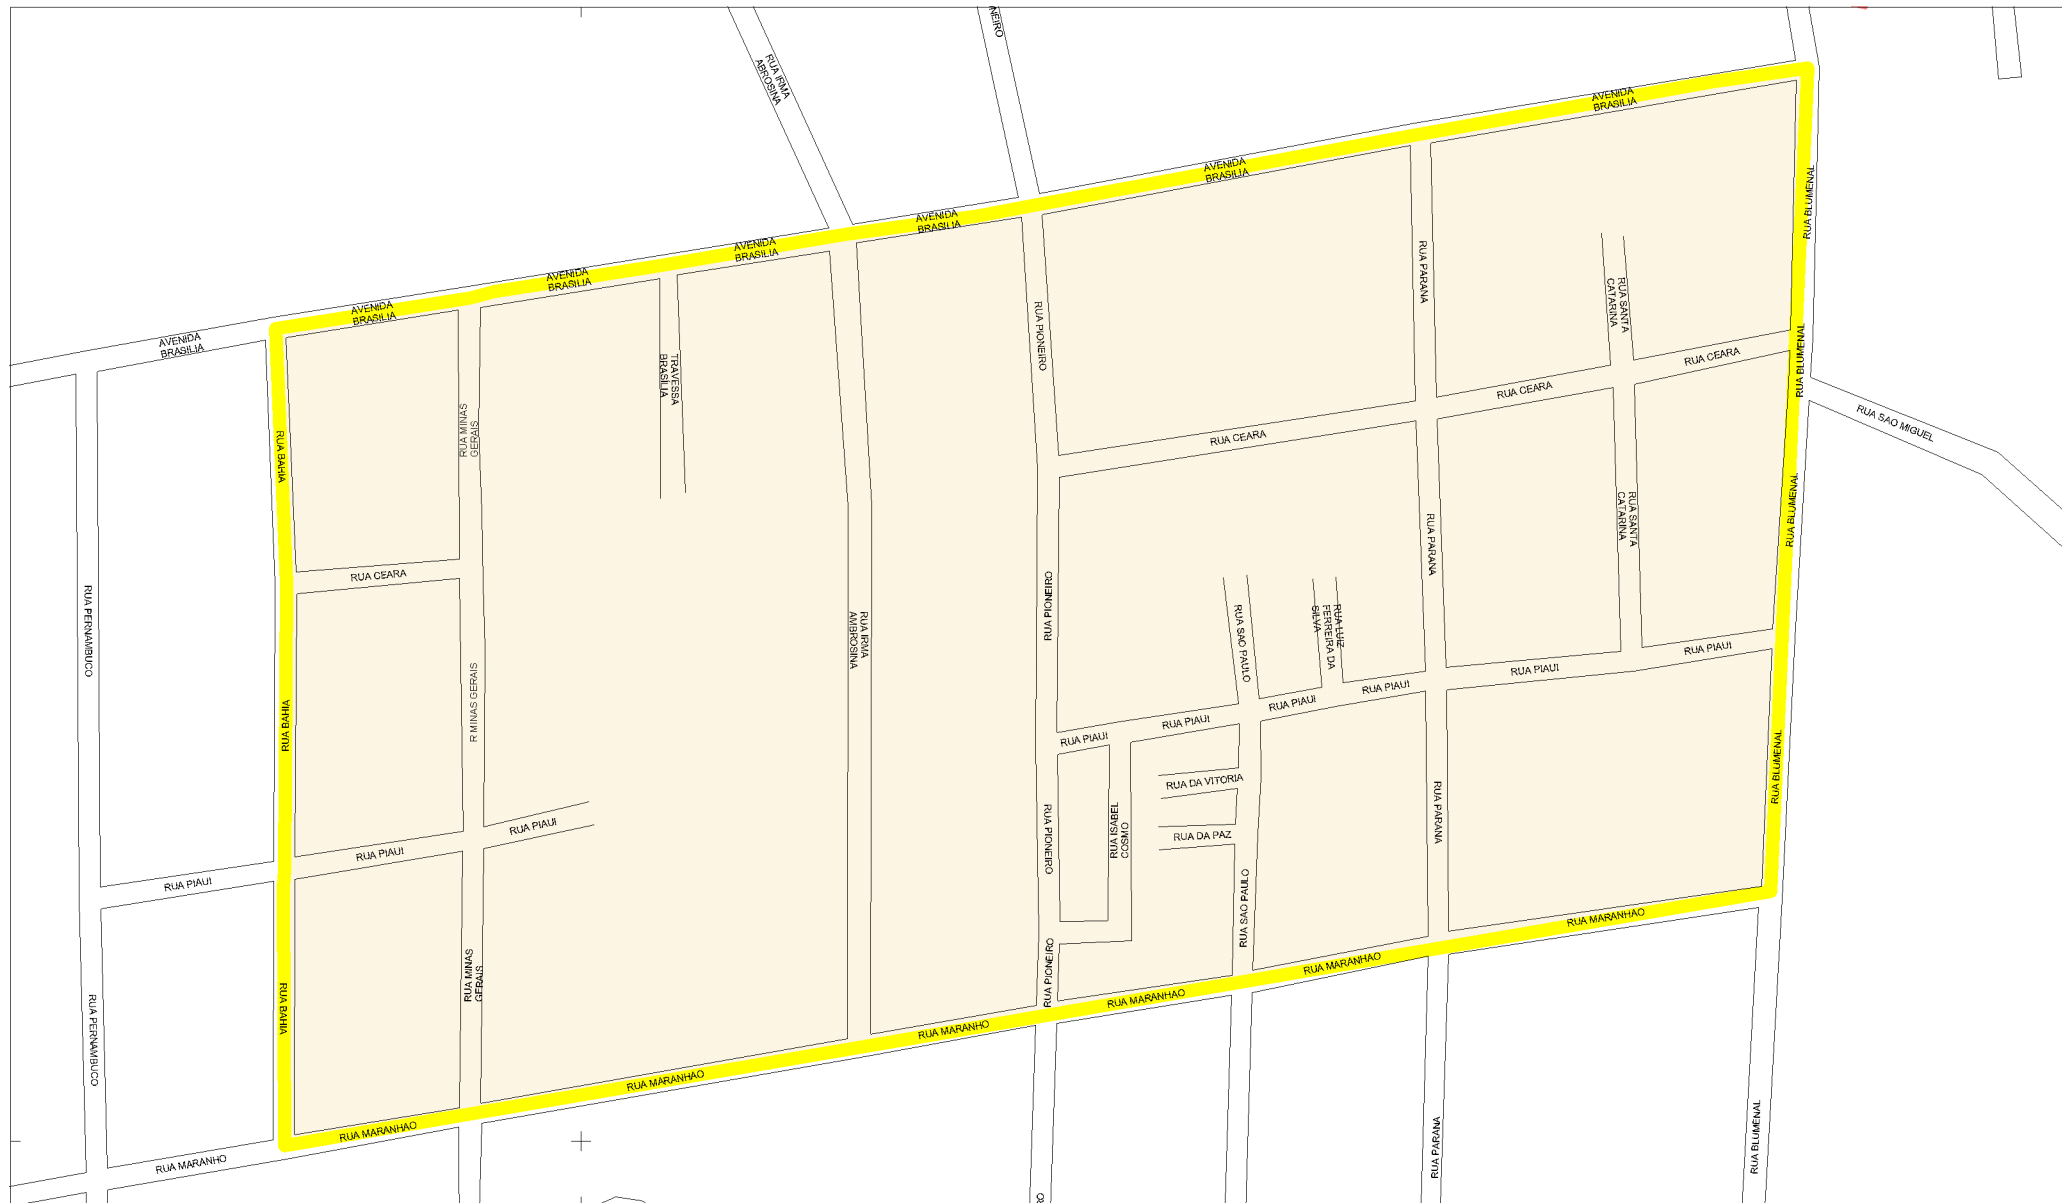 NEIRO
RUA IRMA
ABROSINA
AVENIDA
BRASILIA
AVENIDA
BRASILIA
AVENIDA
BRASILIA
AVENIDA
BRASILIA
AVENIDA
BRASILIA
AVENIDA
BRASILIA
AVENIDA
BRASILIA
RUA BLUMENAL
RUA PARANA
RUA SANTA
CATARINA
RUA PIONEIRO
TRAVESSA
BRASILIA
RUA CEARA
RUA BLUMENAL
RUA CEARA
RUA SAO MIGUEL
RUA CEARA
RUA MINAS
GERAIS
RUA BAHIA
RUA BLUMENAL
RUA SANTA
CATARINA
RUA PARANA
RUA CEARA
RUA PIONEIRO
RUA IRMA
AMBROSINA
RUA SAO PAULO
RUA LUIZ
FERREIRA DA
SILVA
RUA PERNAMBUCO
RUA PIAUI
RUA PIAUI
RUA PIAUI
RUA PIAUI
RUA PIAUI
RUA PIAUI
R MINAS GERAIS
RUA BAHIA
RUA BLUMENAL
RUA DA VITORIA
RUA PARANA
RUA ISABEL
COSMO
RUA DA PAZ
RUA PIONEIRO
RUA PIAUI
RUA PIAUI
RUA PIAUI
RUA SAO PAULO
RUA MARANHAO
RUA MARANHAO
RUA PIONEIRO
RUA MINAS
GERAIS
RUA BAHIA
RUA MARANHAO
RUA MARANHO
RUA PERNAMBUCO
RUA MARANHAO
RUA MARANHAO
RUA MARANHO
RUA PARANA
RUA BLUMENAL
RO